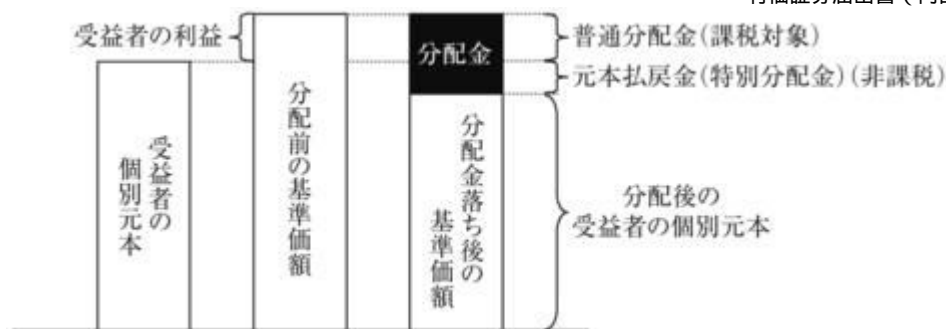 受益者の利益
受益者の
個別元本
分配前の基準価額
分配金
分配金落ち後の
基準価額
普通分配金(課税対象)
元本払戻金(特別分配金)(非課税)
分配後の
受益者の個別元本